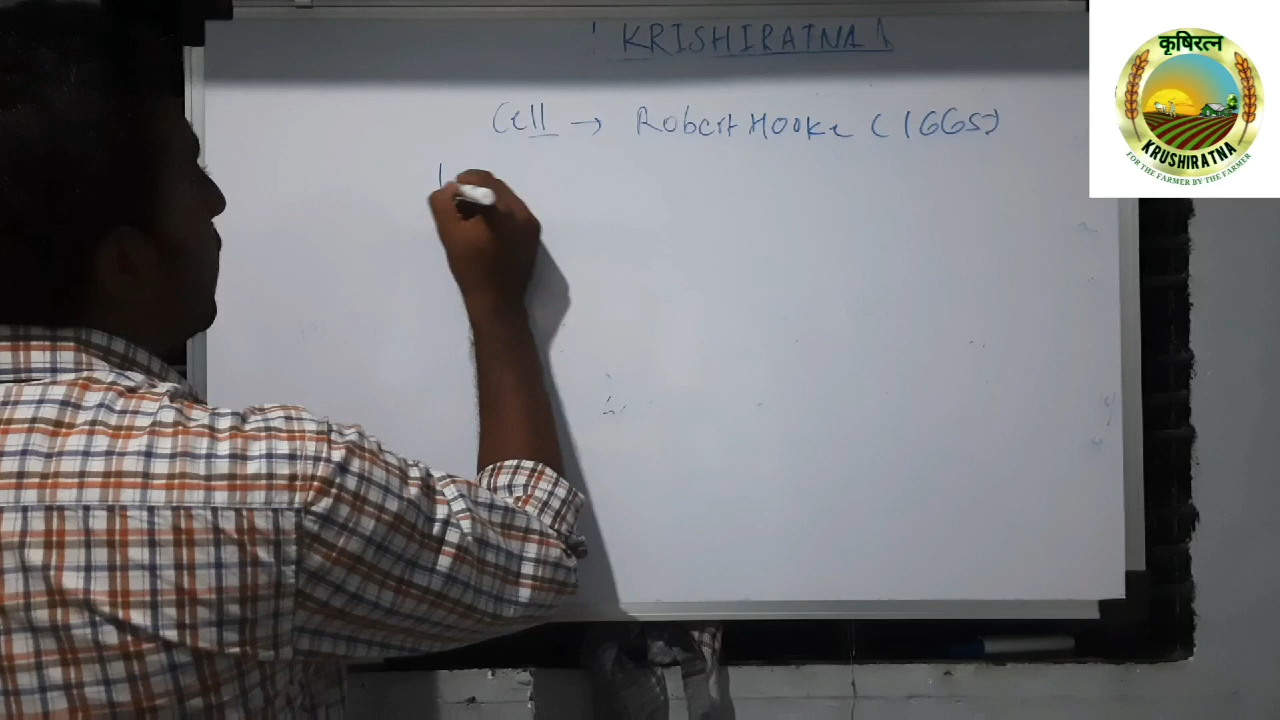 KRISHIRATNA
Cell → Robert Hooke (1665)
कृषिरत्न
KRUSHIRATNA
FOR THE FARMER BY THE FARMER